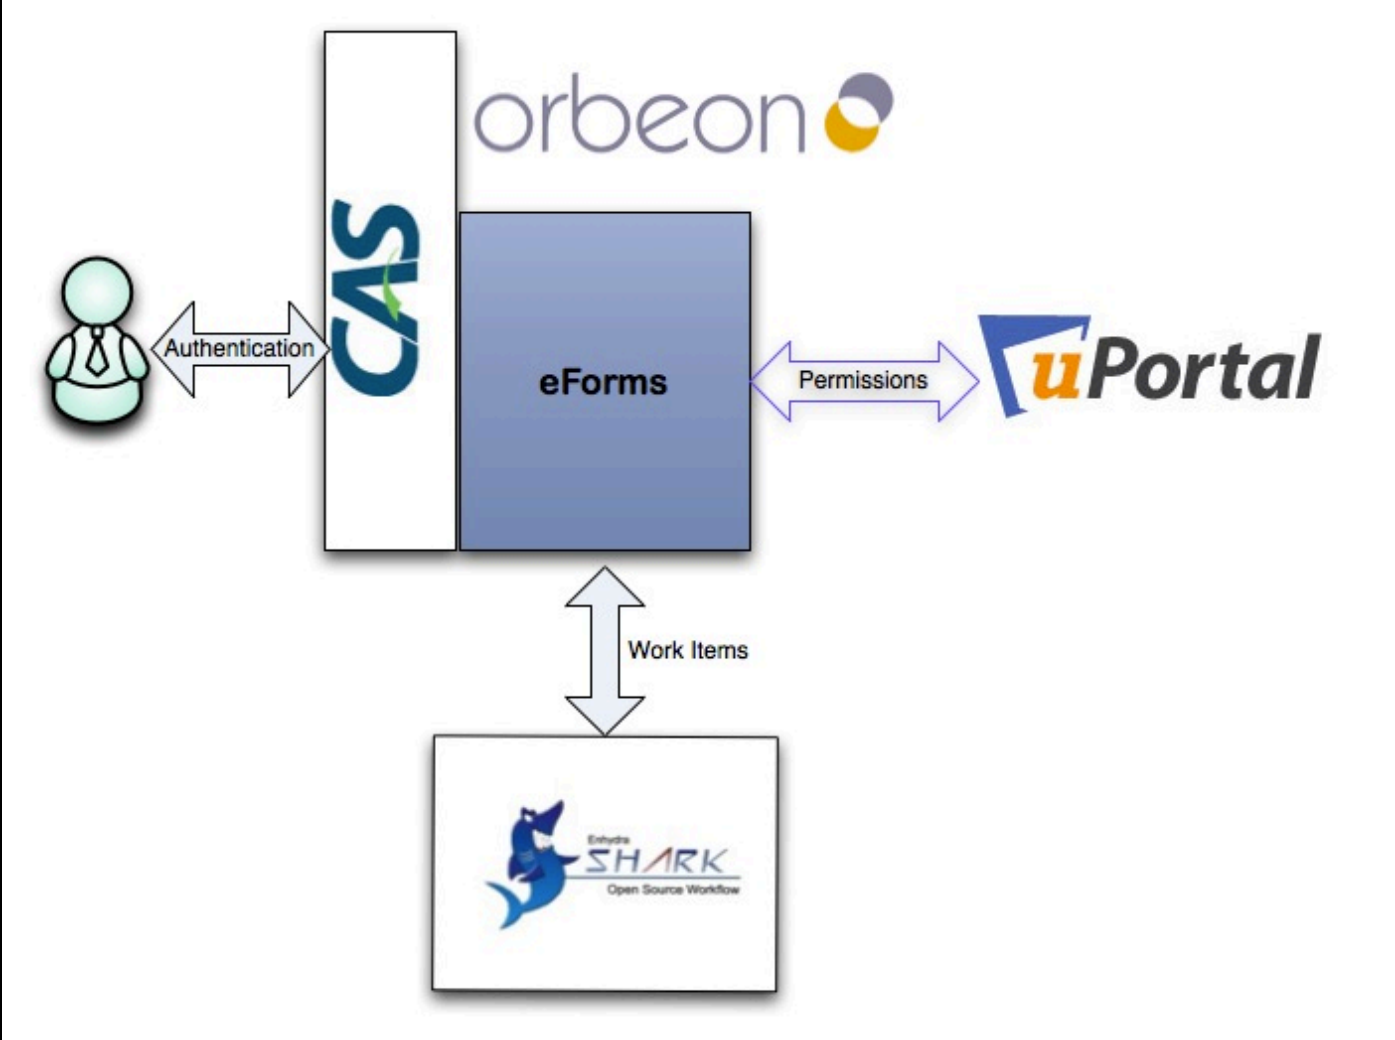 orbeon
CAS
Authentication
eForms
Permissions
uPortal
Work Items
Enhydra
SHARK
Open Source Workflow